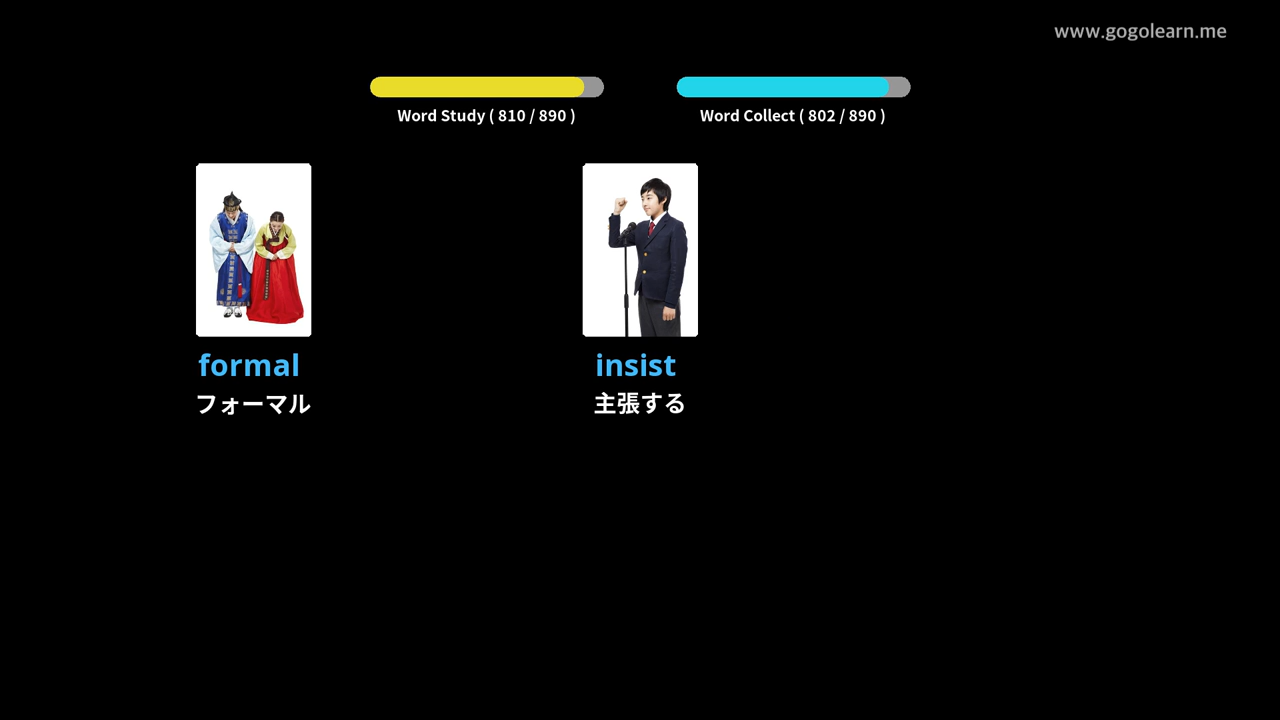 www.gogolearn.me
Word Study ( 810 / 890 )
Word Collect ( 802 / 890 )
formal
フォーマル
insist
主張する